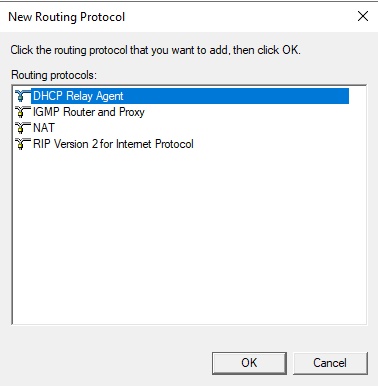 New Routing Protocol
Click the routing protocol that you want to add, then click OK.
Routing protocols:
DHCP Relay Agent
IGMP Router and Proxy
NAT
RIP Version 2 for Internet Protocol
OK
Cancel